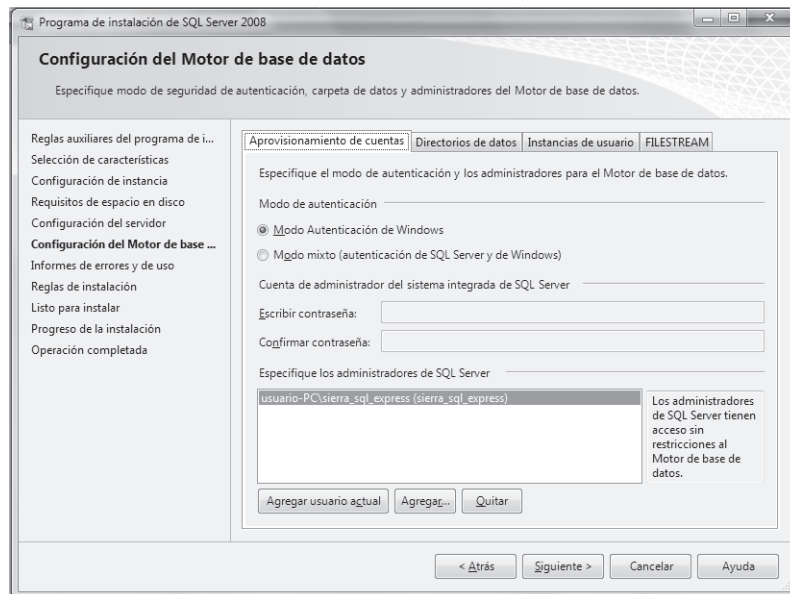 Programa de instalación de SQL Server 2008
Configuración del Motor de base de datos
Especifique modo de seguridad de autenticación, carpeta de datos y administradores del Motor de base de datos.
Reglas auxiliares del programa de i...
Selección de características
Configuración de instancia
Requisitos de espacio en disco
Configuración del servidor
Configuración del Motor de base ...
Informes de errores y de uso
Reglas de instalación
Listo para instalar
Progreso de la instalación
Operación completada
Aprovisionamiento de cuentas
Directorios de datos
Instancias de usuario
FILESTREAM
Especifique el modo de autenticación y los administradores para el Motor de base de datos.
Modo de autenticación
Modo Autenticación de Windows
Modo mixto (autenticación de SQL Server y de Windows)
Cuenta de administrador del sistema integrada de SQL Server
Escribir contraseña:
Confirmar contraseña:
Especifique los administradores de SQL Server
usuario-PC\sierra_sql_express (sierra_sql_express)
Los administradores
de SQL Server tienen
acceso sin
restricciones al
Motor de base de
datos.
Agregar usuario actual
Agregar...
Quitar
< Atrás
Siguiente >
Cancelar
Ayuda